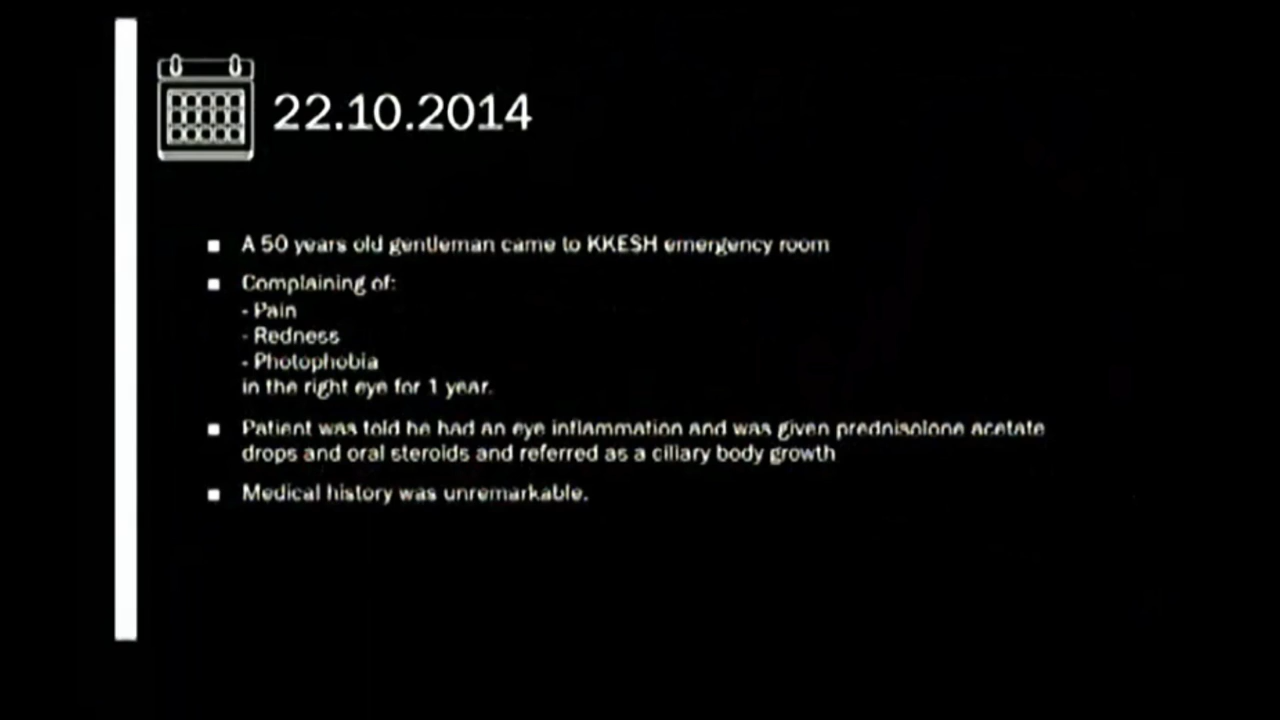 22.10.2014
A 50 years old gentleman came to KKESH emergency room
Complaining of:
- Pain
- Redness
- Photophobia
in the right eye for 1 year.
Patient was told he had an eye inflammation and was given prednisolone acetate
drops and oral steroids and referred as a ciliary body growth
Medical history was unremarkable.